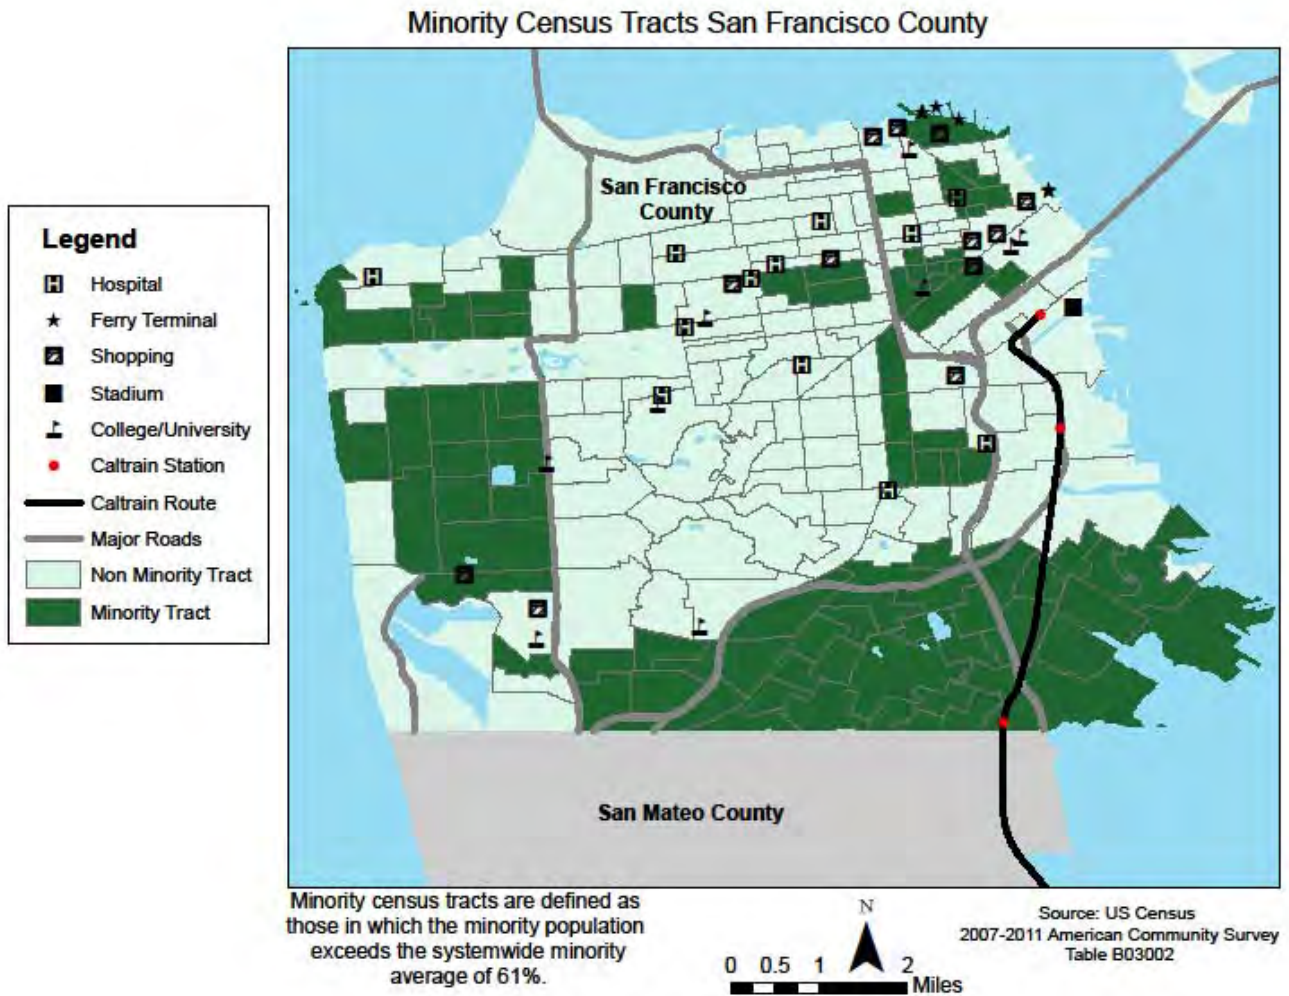 Minority Census Tracts San Francisco County
San Francisco
County
Legend
Hospital
Ferry Terminal
Shopping
Stadium
College/University
Caltrain Station
Caltrain Route
Major Roads
Non Minority Tract
Minority Tract
San Mateo County
Minority census tracts are defined as
those in which the minority population
exceeds the systemwide minority
average of 61%.
N
0 0.5 1 2
Miles
Source: US Census
2007-2011 American Community Survey
Table B03002